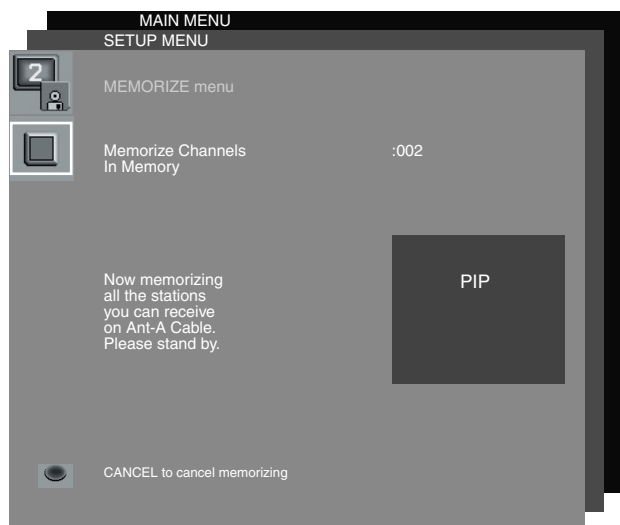 MAIN MENU
SETUP MENU
2
MEMORIZE menu
Memorize Channels :002
In Memory
PIP
Now memorizing
all the stations
you can receive
on Ant-A Cable.
Please stand by.
CANCEL to cancel memorizing